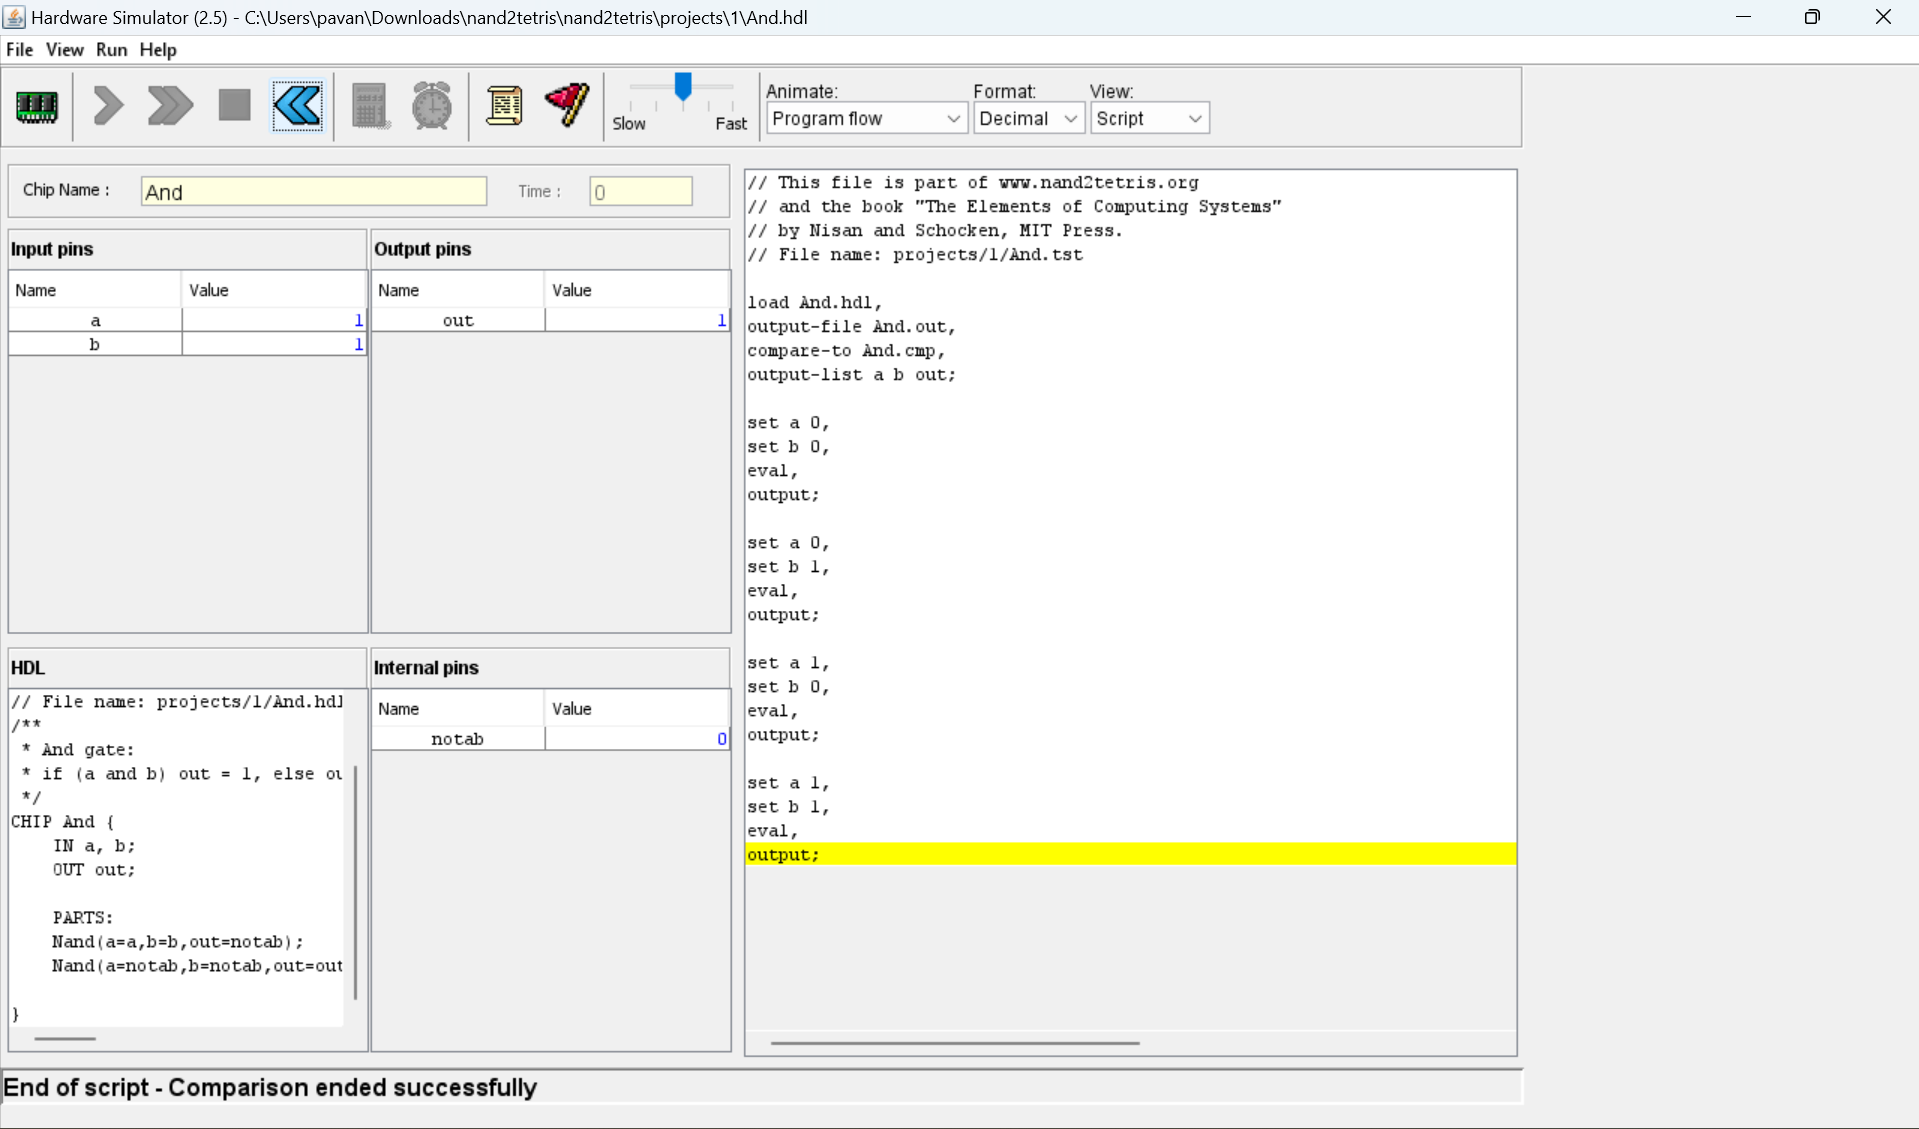 Hardware Simulator (2.5) - C:\Users\pavan\Downloads\nand2tetris\nand2tetris\projects\1\And.hdl
File View Run Help
Slow Fast
Animate: Format: View:
Program flow Decimal Script
Chip Name : And Time : 0
Input pins
Name Value
a 1
b 1
Output pins
Name Value
out 1
HDL
// File name: projects/1/And.hdl
/**
* And gate:
* if (a and b) out = 1, else ou
*/
CHIP And {
IN a, b;
OUT out;
PARTS:
Nand(a=a,b=b,out=notab);
Nand(a=notab,b=notab,out=out
}
Internal pins
Name Value
notab 0
// This file is part of www.nand2tetris.org
// and the book "The Elements of Computing Systems"
// by Nisan and Schocken, MIT Press.
// File name: projects/1/And.tst
load And.hdl,
output-file And.out,
compare-to And.cmp,
output-list a b out;
set a 0,
set b 0,
eval,
output;
set a 0,
set b 1,
eval,
output;
set a 1,
set b 0,
eval,
output;
set a 1,
set b 1,
eval,
output;
End of script - Comparison ended successfully